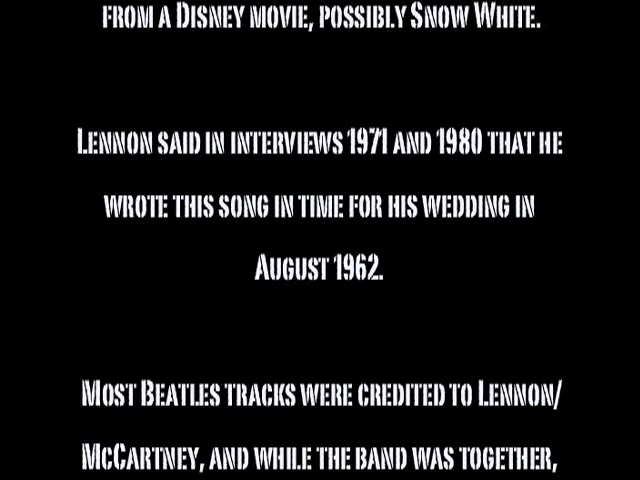 from a Disney movie, possibly Snow White.
Lennon said in interviews 1971 and 1980 that he
wrote this song in time for his wedding in
August 1962.
Most Beatles tracks were credited to Lennon/
McCartney, and while the band was together,